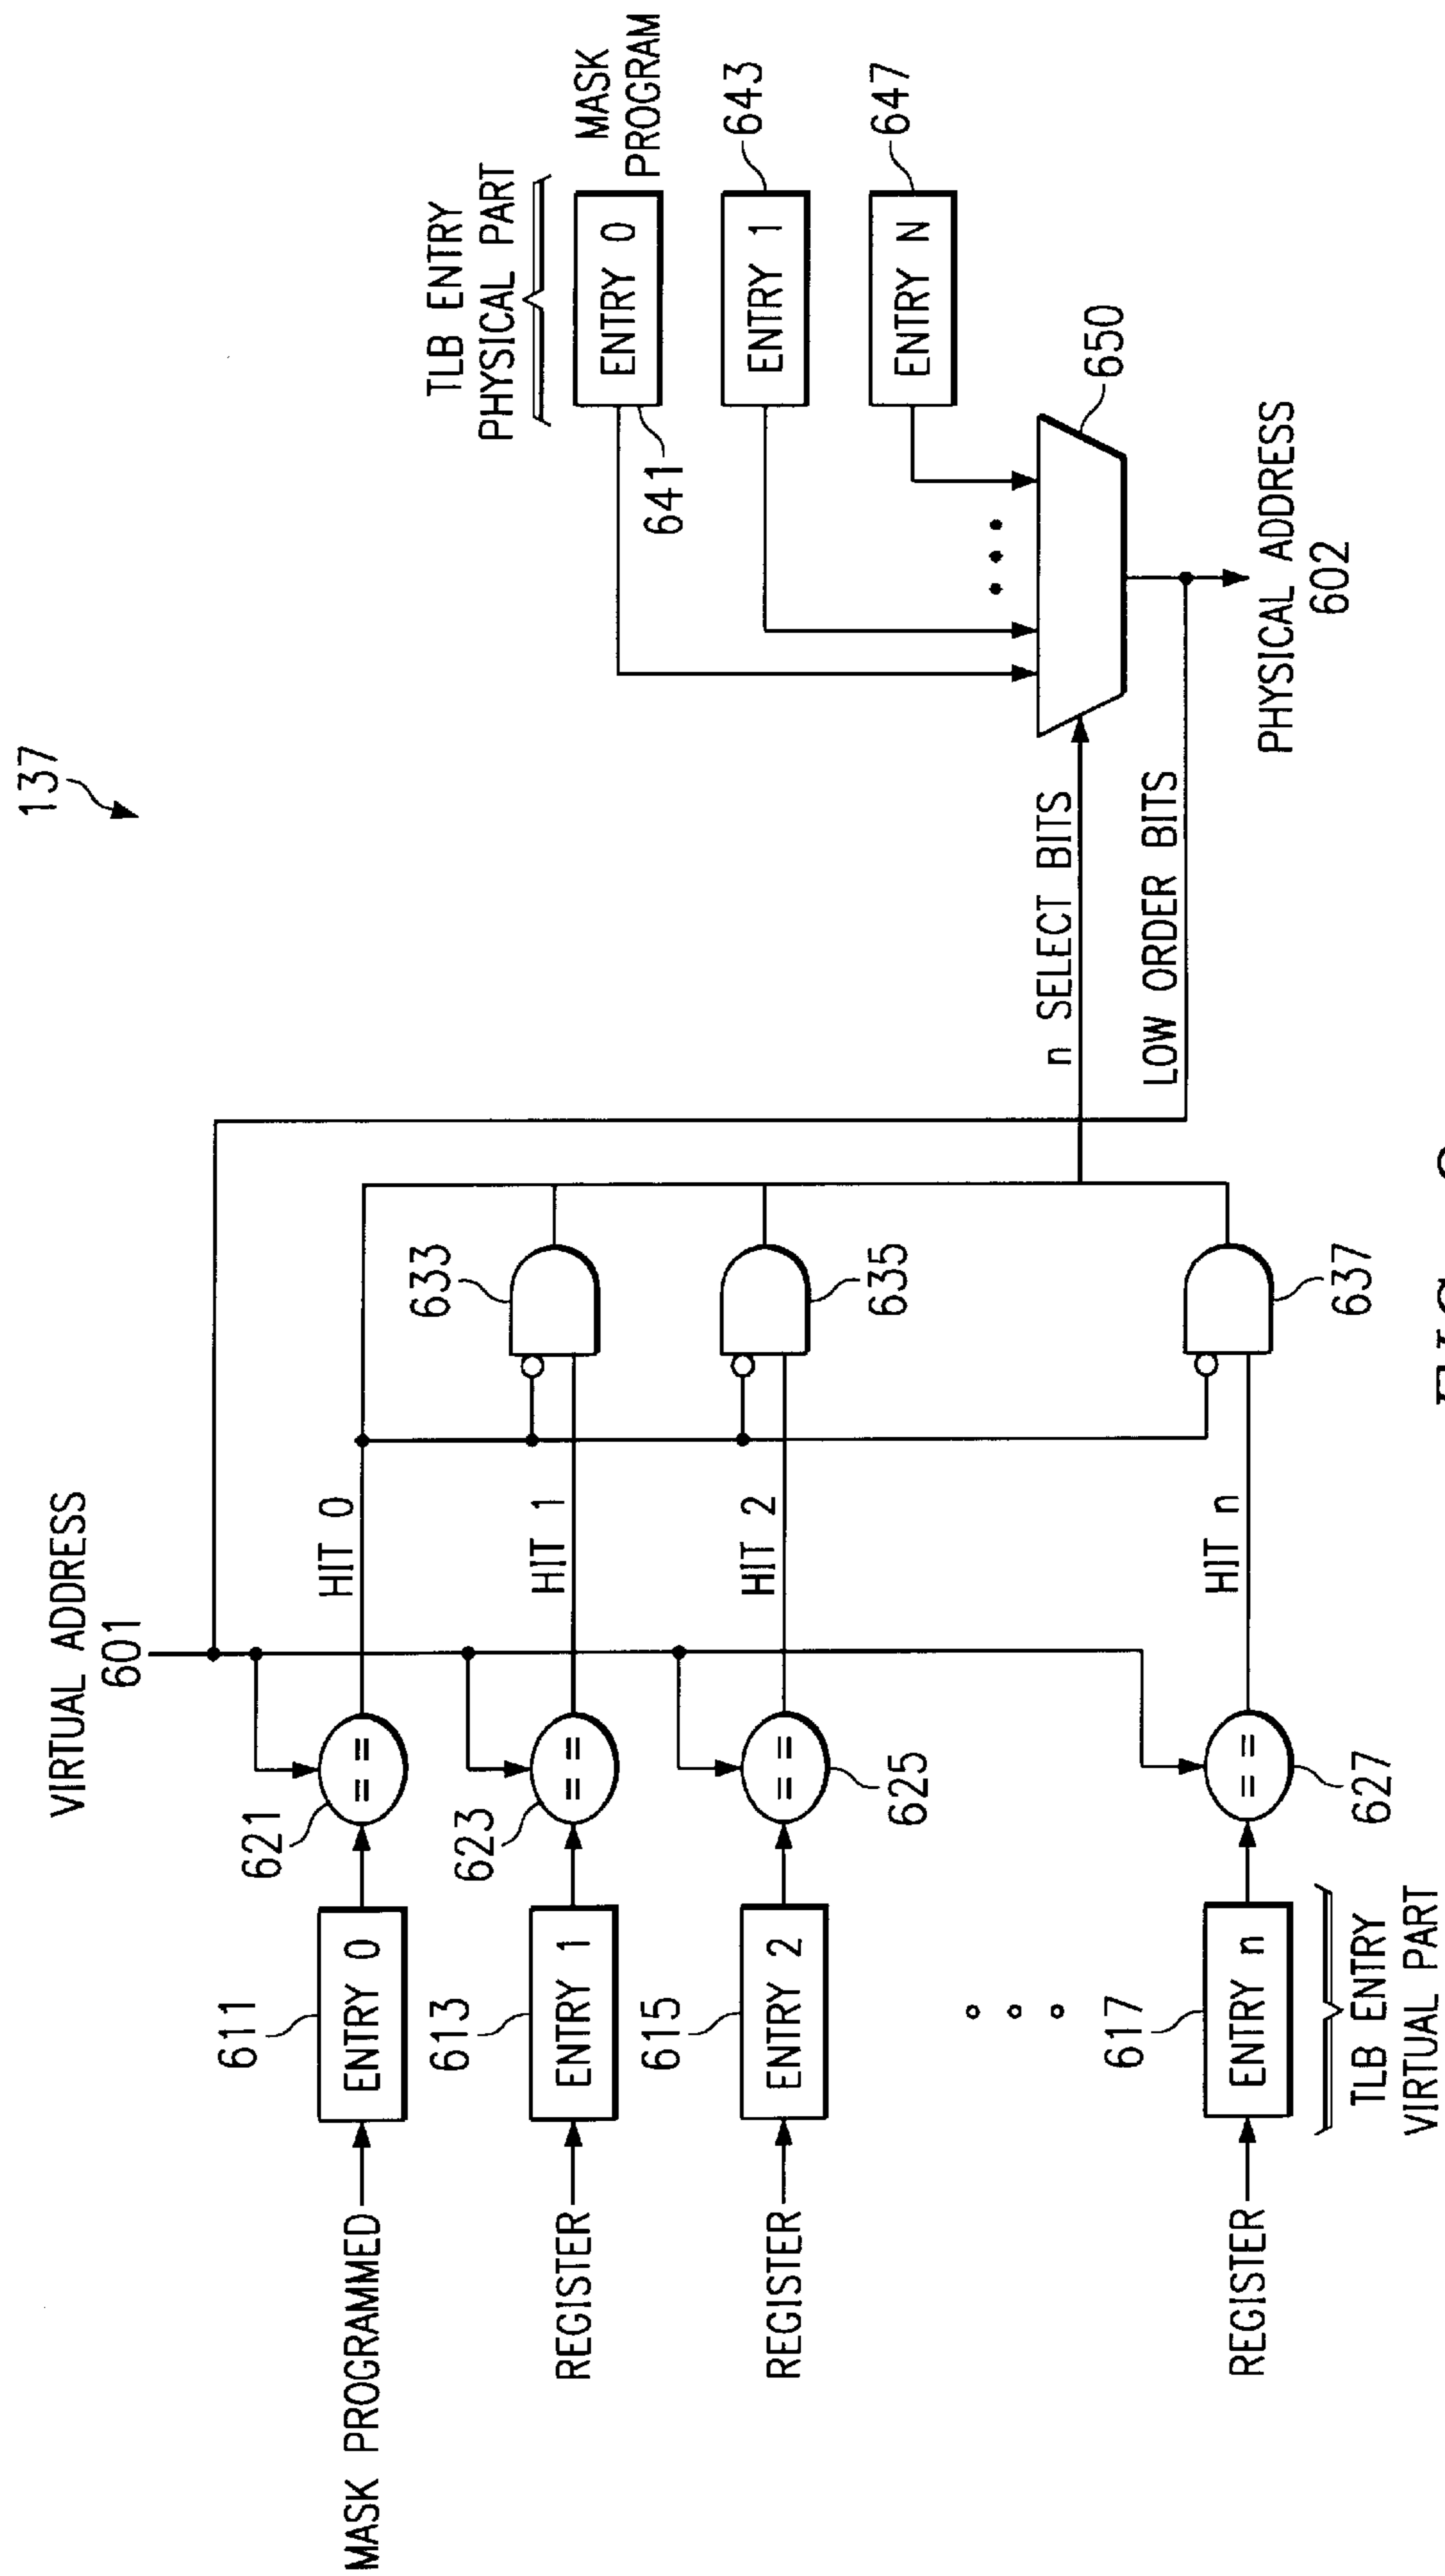 137
VIRTUAL ADDRESS
601
MASK PROGRAMMED
611
ENTRY 0
621
= =
HIT 0
REGISTER
613
ENTRY 1
623
= =
HIT 1
633
REGISTER
615
ENTRY 2
625
= =
HIT 2
635
REGISTER
617
ENTRY n
627
= =
HIT n
637
TLB ENTRY
VIRTUAL PART
n SELECT BITS
LOW ORDER BITS
TLB ENTRY
PHYSICAL PART
MASK
PROGRAM
ENTRY 0
641
ENTRY 1
643
ENTRY N
647
650
PHYSICAL ADDRESS
602